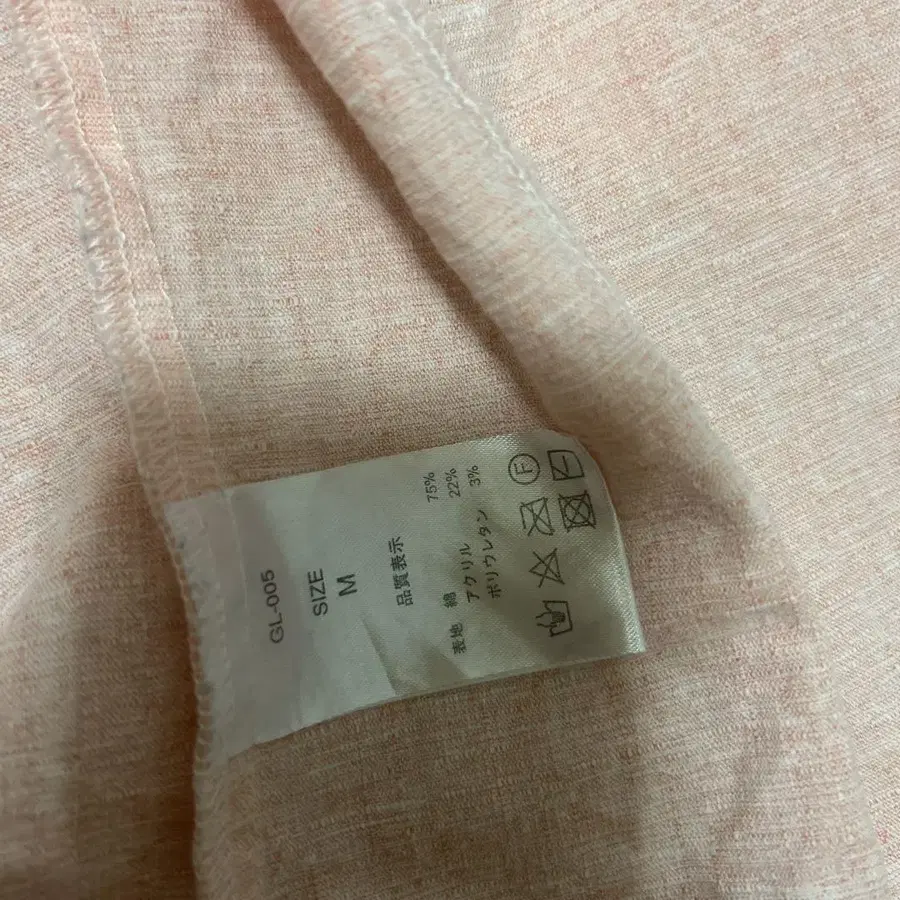 GL-005
SIZE
M
品質表示
表地 綿 75%
アクリル 22%
ポリウレタン 3%
F